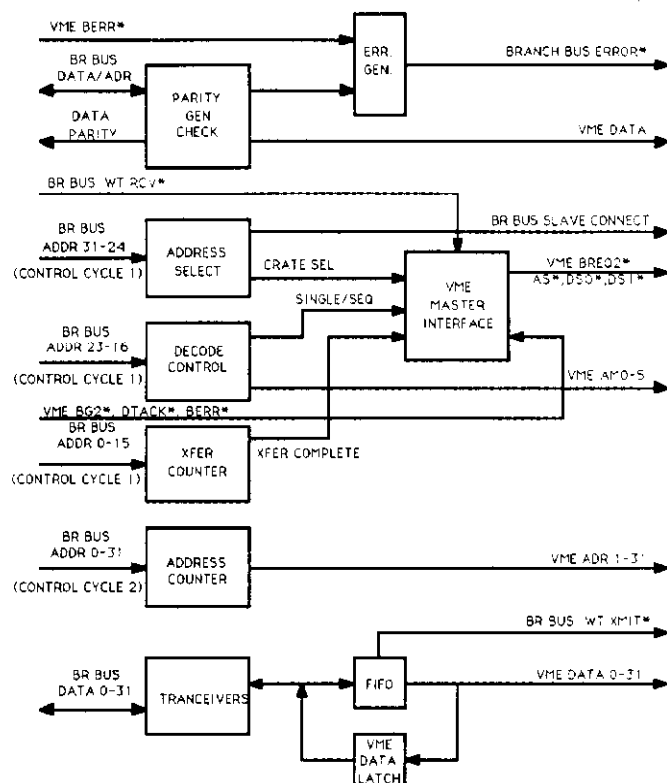 VME BERR*
ERR.
GEN.
BRANCH BUS ERROR*
BR BUS
DATA/ADR
PARITY
GEN
CHECK
DATA
PARITY
VME DATA
BR BUS WT RCV*
BR BUS
ADDR 31-24
(CONTROL CYCLE 1)
ADDRESS
SELECT
BR BUS SLAVE CONNECT
CRATE SEL
VME
MASTER
INTERFACE
VME BREQ2*
AS*,DS0*,DS1*
SINGLE/SEQ
BR BUS
ADDR 23-16
(CONTROL CYCLE 1)
DECODE
CONTROL
VME AM0-5
VME BG2*, DTACK*, BERR*
BR BUS
ADDR 0-15
(CONTROL CYCLE 1)
XFER
COUNTER
XFER COMPLETE
BR BUS
ADDR 0-31
(CONTROL CYCLE 2)
ADDRESS
COUNTER
VME ADR 1-31
BR BUS WT XMIT*
BR BUS
DATA 0-31
TRANCEIVERS
FIFO
VME DATA 0-31
VME
DATA
LATCH